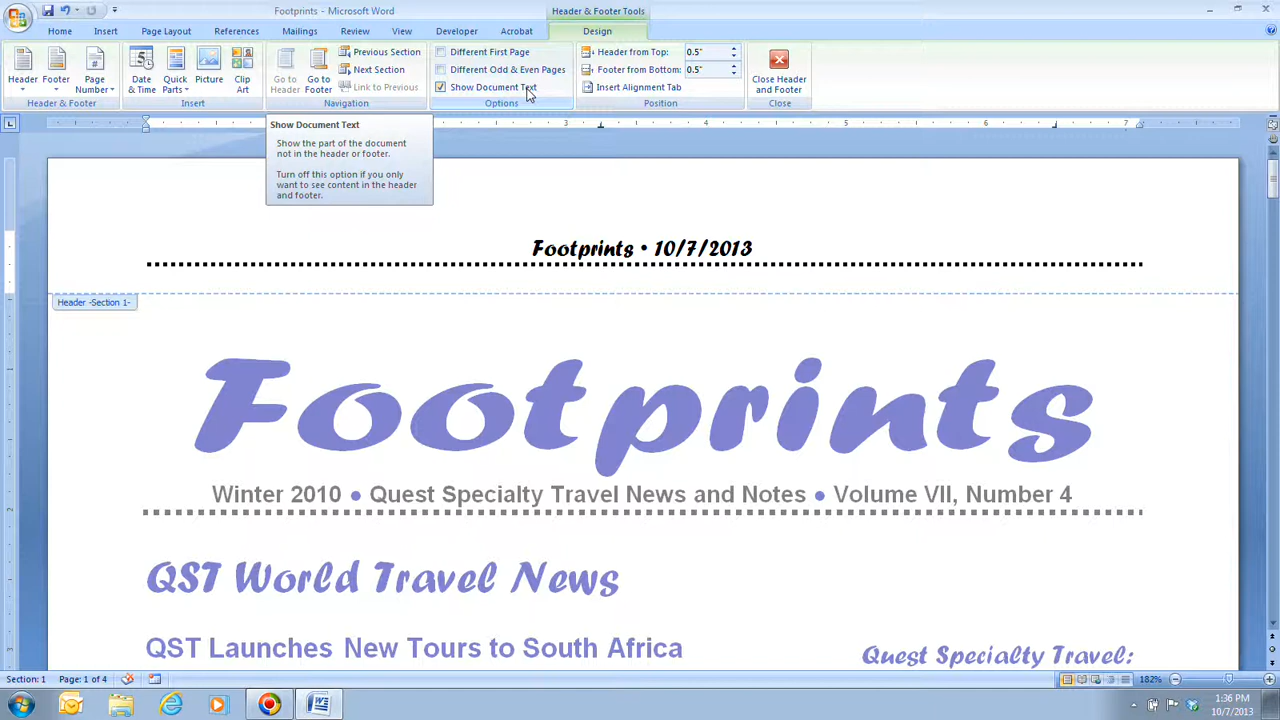 Footprints - Microsoft Word
Header & Footer Tools
Home Insert Page Layout References Mailings Review View Developer Acrobat Design
Header
Footer
Page
Number
Header & Footer
Date
& Time
Quick
Parts
Picture
Clip
Art
Insert
Go to
Header
Go to
Footer
Previous Section
Next Section
Link to Previous
Navigation
Different First Page
Different Odd & Even Pages
Show Document Text
Options
Header from Top: 0.5"
Footer from Bottom: 0.5"
Insert Alignment Tab
Position
Close Header
and Footer
Close
3 4 5 6 7
Show Document Text
Show the part of the document
not in the header or footer.
Turn off this option if you only
want to see content in the header
and footer.
Footprints • 10/7/2013
Header -Section 1-
Footprints
Winter 2010 ● Quest Specialty Travel News and Notes ● Volume VII, Number 4
QST World Travel News
QST Launches New Tours to South Africa
Quest Specialty Travel:
Section: 1 Page: 1 of 4 182%
1:36 PM
10/7/2013